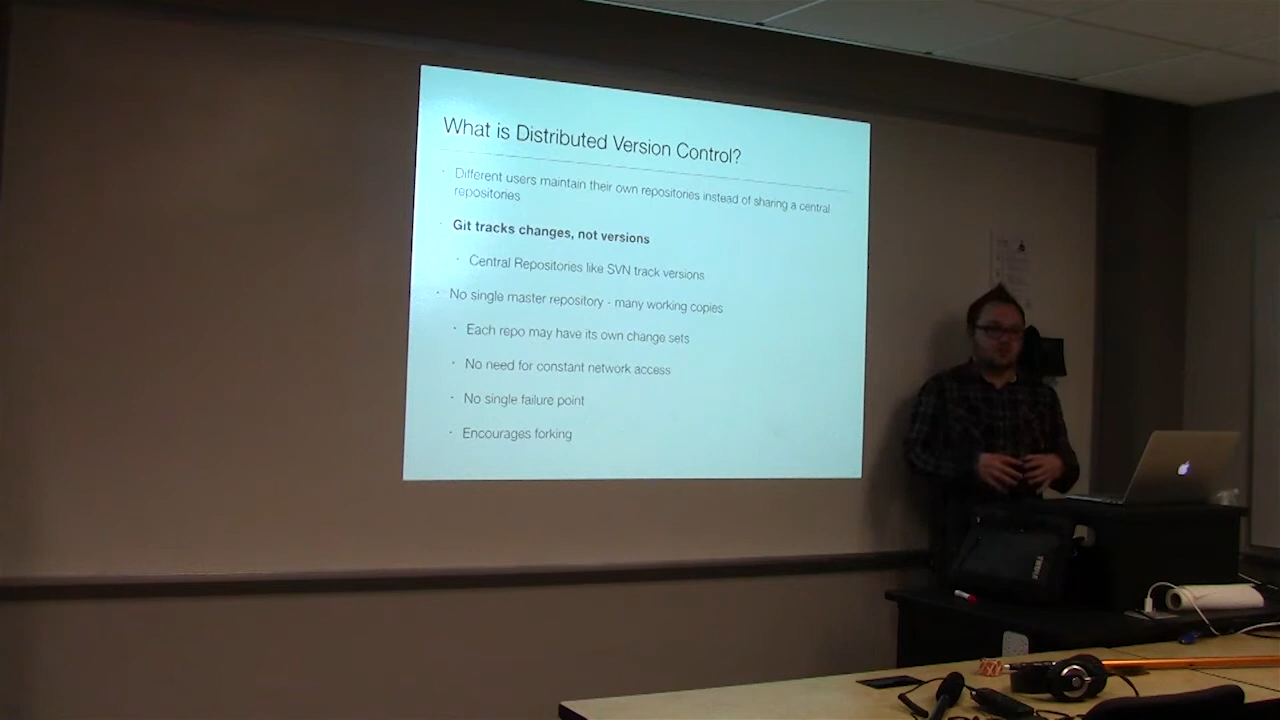 What is Distributed Version Control?
· Different users maintain their own repositories instead of sharing a central
repositories
· Git tracks changes, not versions
· Central Repositories like SVN track versions
· No single master repository - many working copies
· Each repo may have its own change sets
· No need for constant network access
· No single failure point
· Encourages forking
THULE